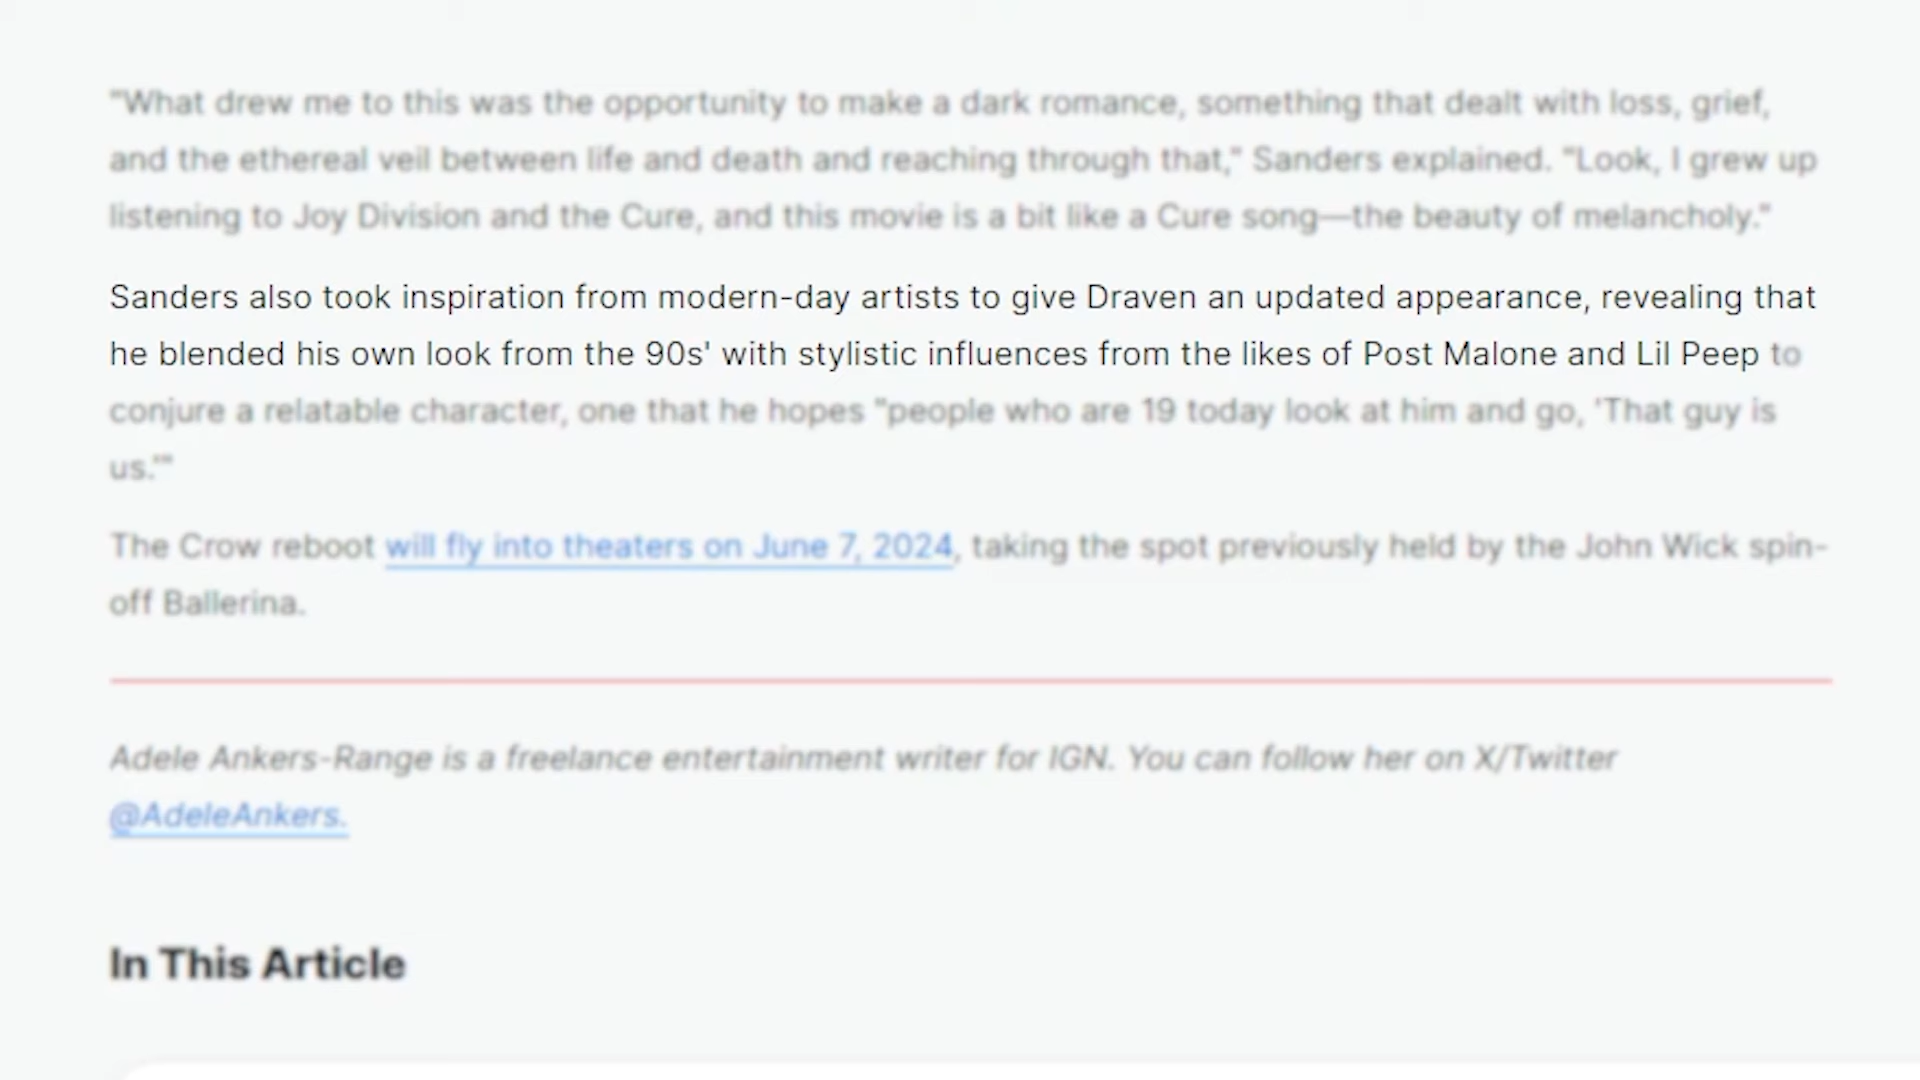 "What drew me to this was the opportunity to make a dark romance, something that dealt with loss, grief,
and the ethereal veil between life and death and reaching through that," Sanders explained. "Look, I grew up
listening to Joy Division and the Cure, and this movie is a bit like a Cure song—the beauty of melancholy."
Sanders also took inspiration from modern-day artists to give Draven an updated appearance, revealing that
he blended his own look from the 90s' with stylistic influences from the likes of Post Malone and Lil Peep to
conjure a relatable character, one that he hopes "people who are 19 today look at him and go, 'That guy is
us.'"
The Crow reboot will fly into theaters on June 7, 2024, taking the spot previously held by the John Wick spin-
off Ballerina.
Adele Ankers-Range is a freelance entertainment writer for IGN. You can follow her on X/Twitter
@AdeleAnkers.
In This Article